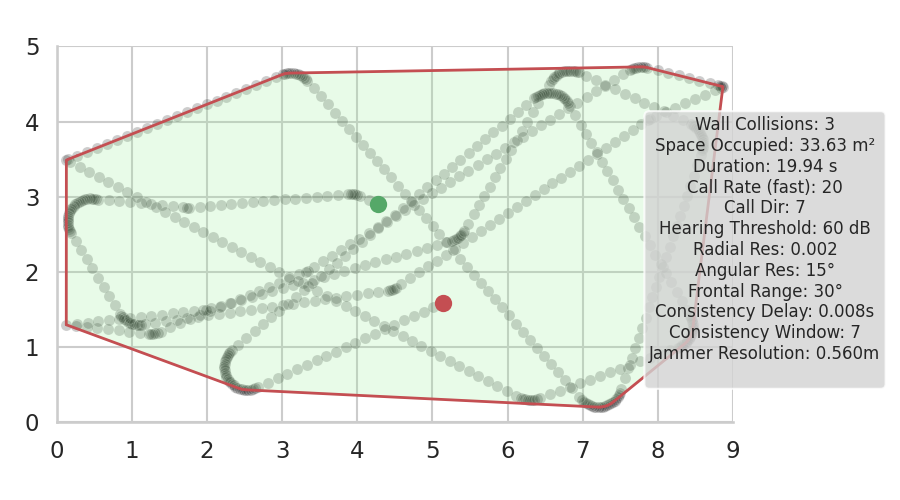 5
4
3
2
1
0
0 1 2 3 4 5 6 7 8 9
Wall Collisions: 3
Space Occupied: 33.63 m²
Duration: 19.94 s
Call Rate (fast): 20
Call Dir: 7
Hearing Threshold: 60 dB
Radial Res: 0.002
Angular Res: 15°
Frontal Range: 30°
Consistency Delay: 0.008s
Consistency Window: 7
Jammer Resolution: 0.560m